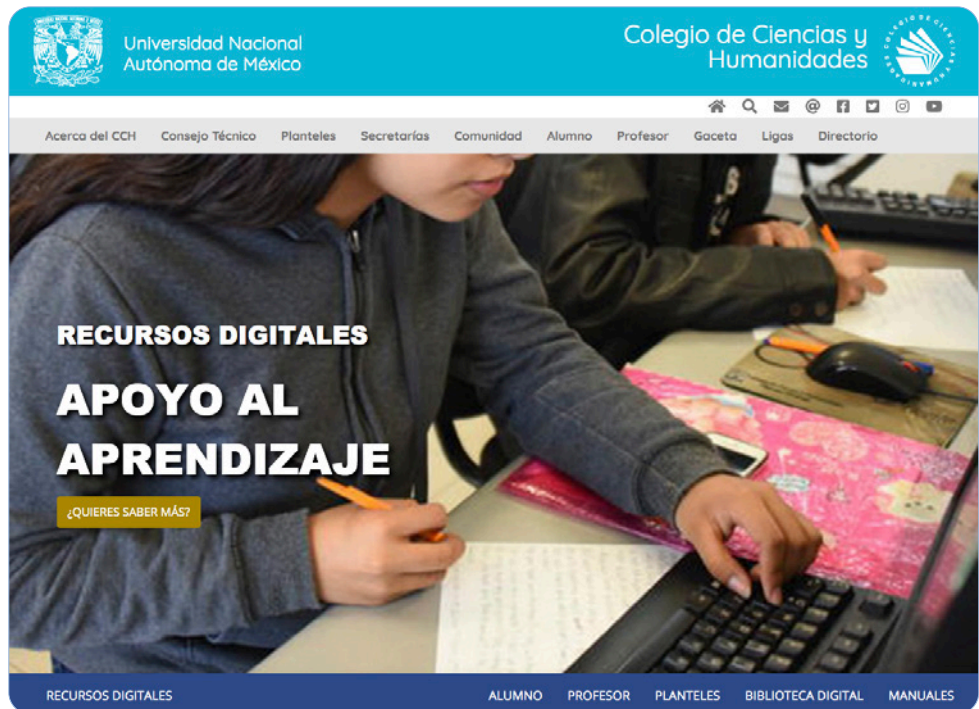 Universidad Nacional
Autónoma de México
Colegio de Ciencias y
Humanidades
Acerca del CCH Consejo Técnico Planteles Secretarías Comunidad Alumno Profesor Gaceta Ligas Directorio
RECURSOS DIGITALES
APOYO AL
APRENDIZAJE
¿QUIERES SABER MÁS?
RECURSOS DIGITALES ALUMNO PROFESOR PLANTELES BIBLIOTECA DIGITAL MANUALES